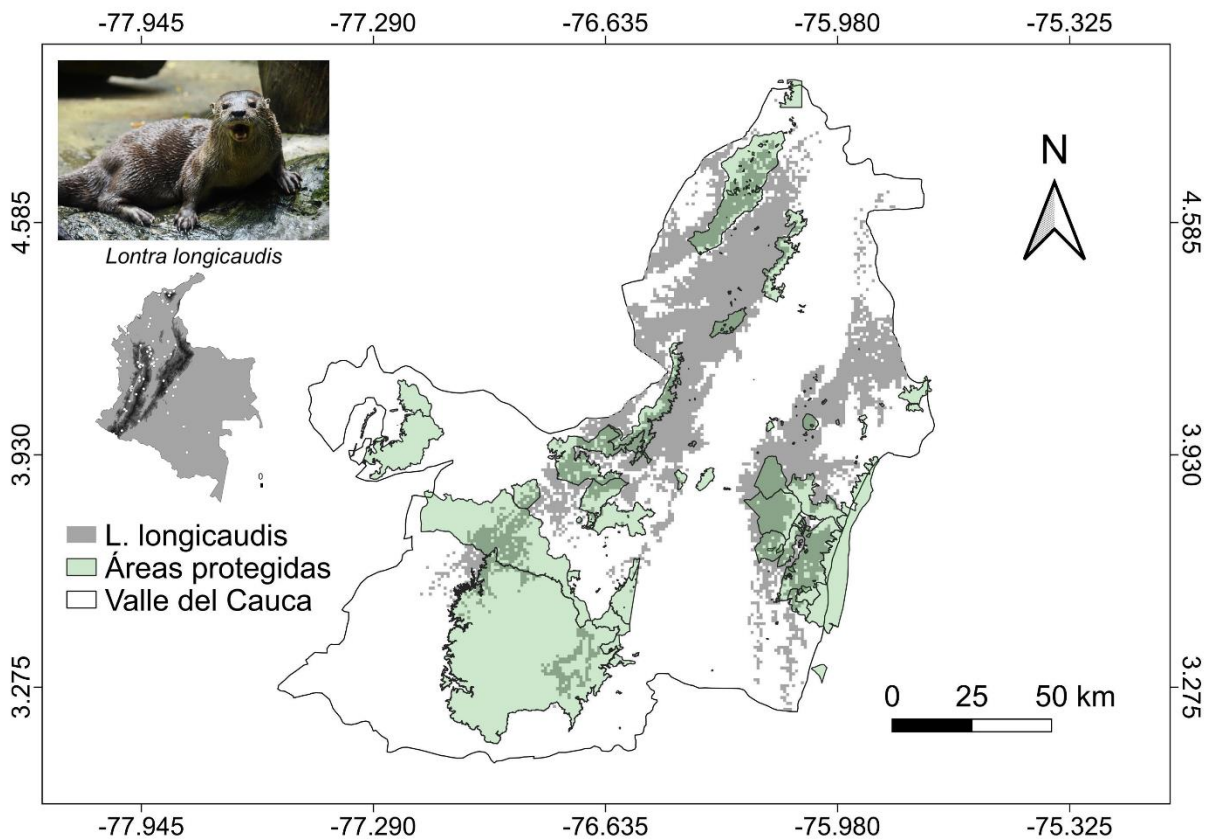 -77.945 -77.290 -76.635 -75.980 -75.325
N
4.585 4.585
Lontra longicaudis
3.930 3.930
0
L. longicaudis
Áreas protegidas
Valle del Cauca
3.275 3.275
0 25 50 km
-77.945 -77.290 -76.635 -75.980 -75.325